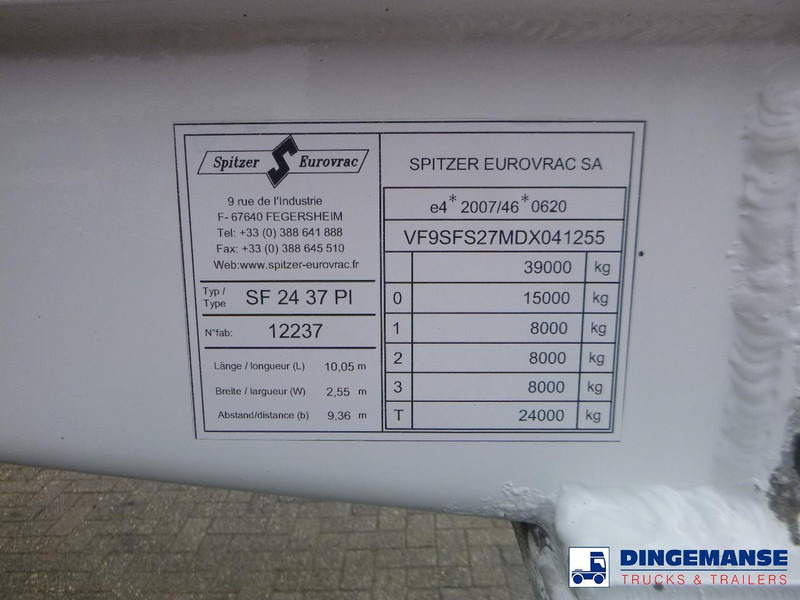 Spitzer S Eurovrac
9 rue de l'Industrie
F- 67640 FEGERSHEIM
Tel: +33 (0) 388 641 888
Fax: +33 (0) 388 645 510
Web:www.spitzer-eurovrac.fr
Typ / Type SF 24 37 PI
N°fab: 12237
Länge / longueur (L) 10,05 m
Breite / largueur (W) 2,55 m
Abstand/distance (b) 9,36 m
SPITZER EUROVRAC SA
e4* 2007/46* 0620
VF9SFS27MDX041255
39000 kg
0 15000 kg
1 8000 kg
2 8000 kg
3 8000 kg
T 24000 kg
DINGEMANSE
TRUCKS & TRAILERS